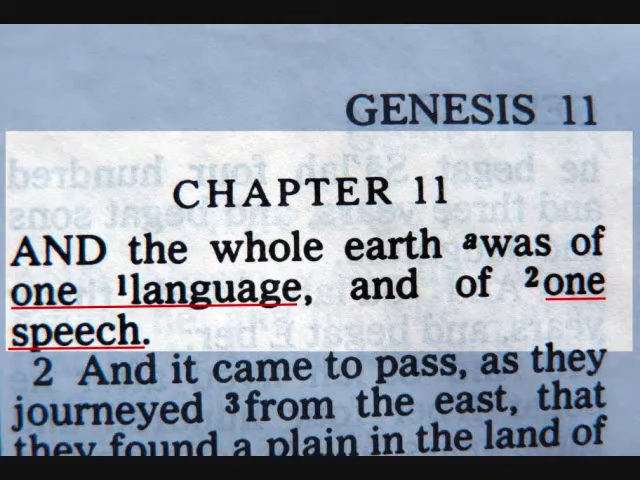 GENESIS 11
CHAPTER 11
AND the whole earth ᵃwas of
one ¹language, and of ²one
speech.
2 And it came to pass, as they
journeyed ³from the east, that
they found a plain in the land of